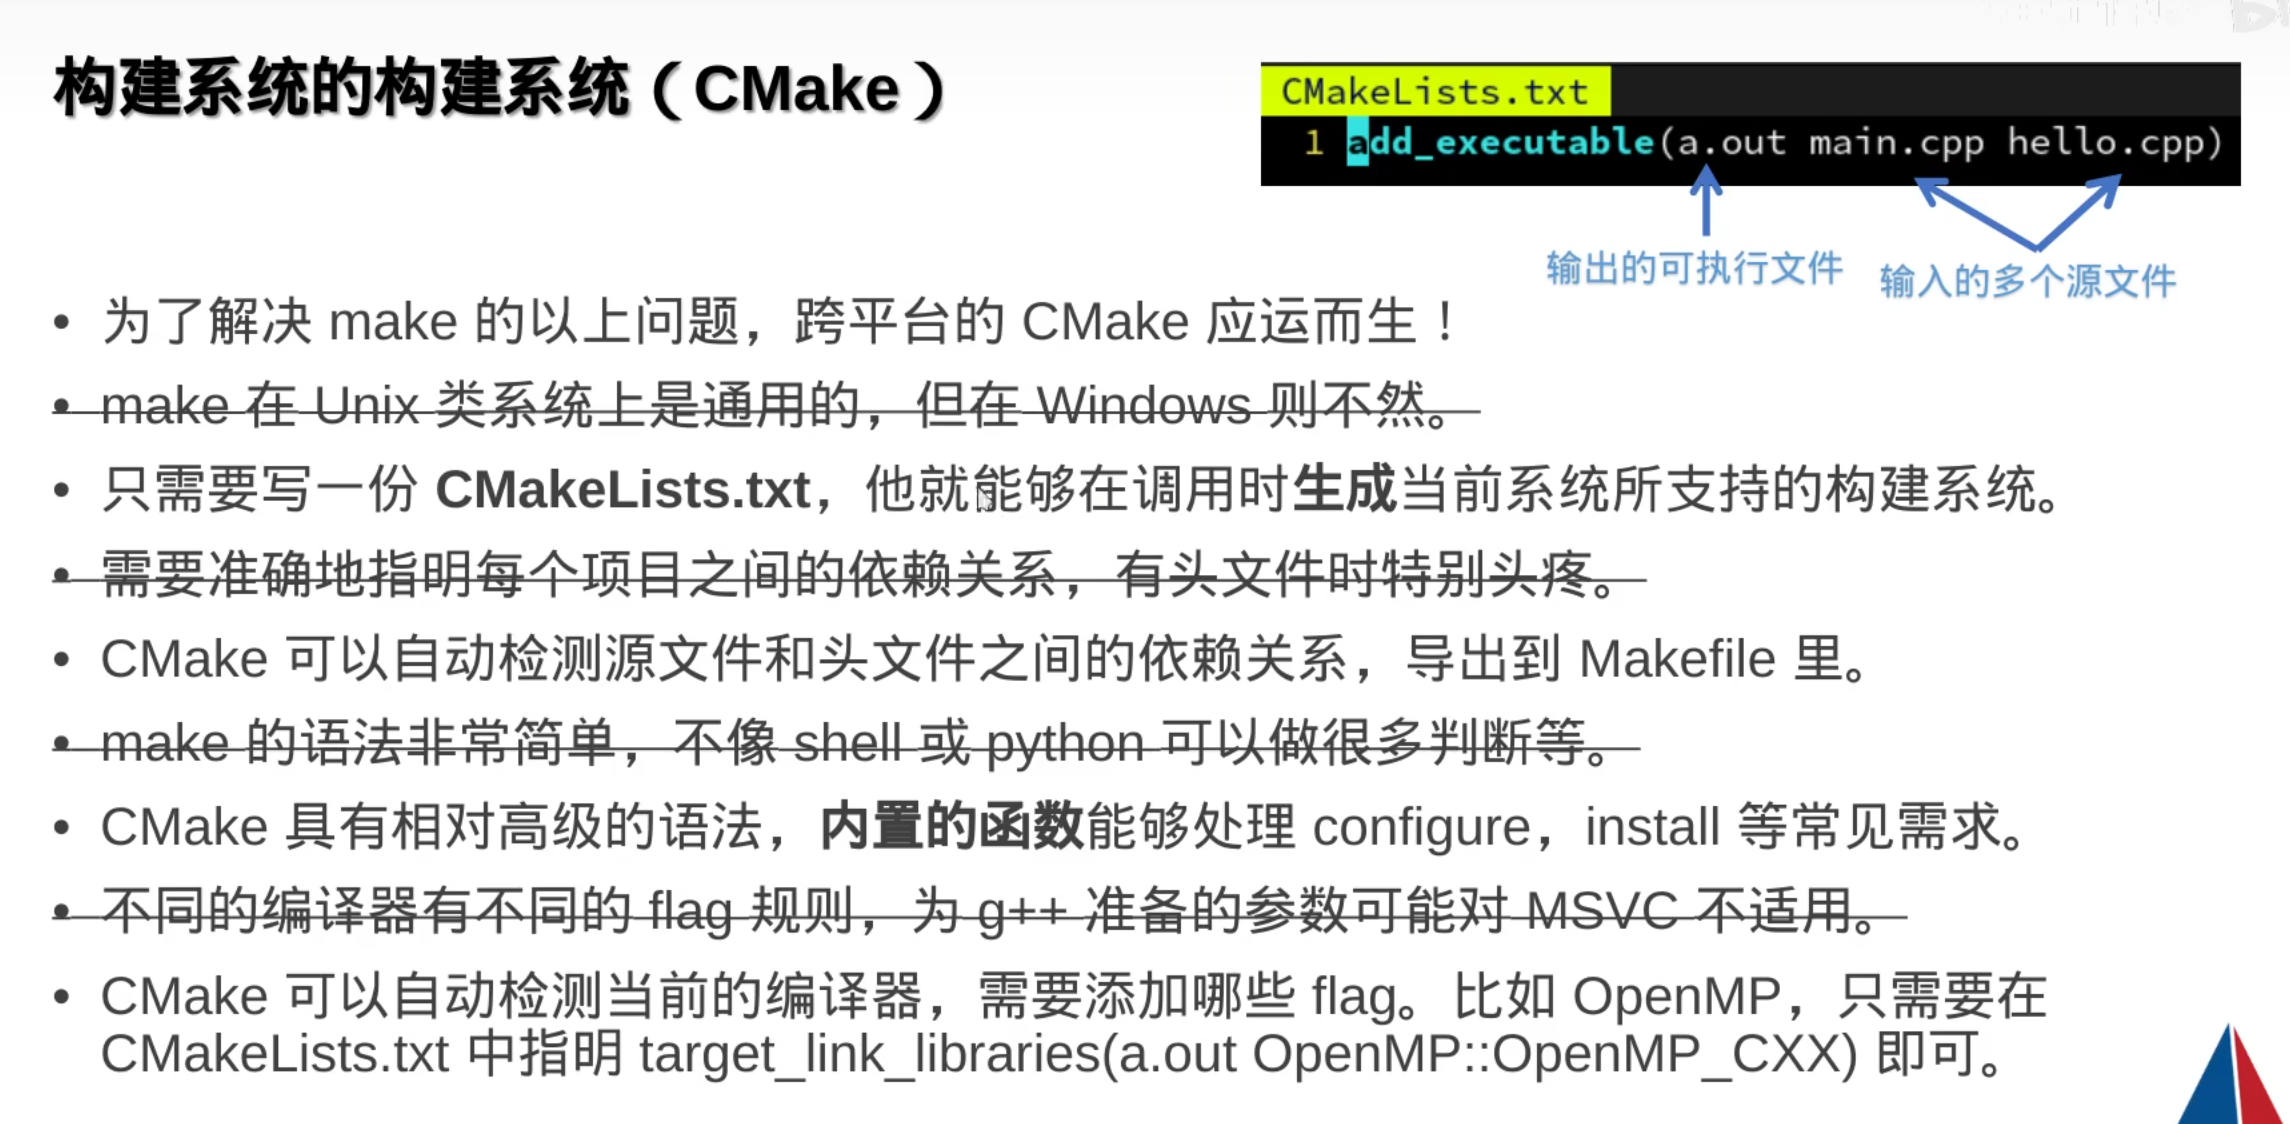 构建系统的构建系统（CMake）
CMakeLists.txt
1 add_executable(a.out main.cpp hello.cpp)
输出的可执行文件
输入的多个源文件
• 为了解决 make 的以上问题，跨平台的 CMake 应运而生！
• make 在 Unix 类系统上是通用的，但在 Windows 则不然。
• 只需要写一份 CMakeLists.txt，他就能够在调用时生成当前系统所支持的构建系统。
• 需要准确地指明每个项目之间的依赖关系，有头文件时特别头疼。
• CMake 可以自动检测源文件和头文件之间的依赖关系，导出到 Makefile 里。
• make 的语法非常简单，不像 shell 或 python 可以做很多判断等。
• CMake 具有相对高级的语法，内置的函数能够处理 configure，install 等常见需求。
• 不同的编译器有不同的 flag 规则，为 g++ 准备的参数可能对 MSVC 不适用。
• CMake 可以自动检测当前的编译器，需要添加哪些 flag。比如 OpenMP，只需要在
CMakeLists.txt 中指明 target_link_libraries(a.out OpenMP::OpenMP_CXX) 即可。